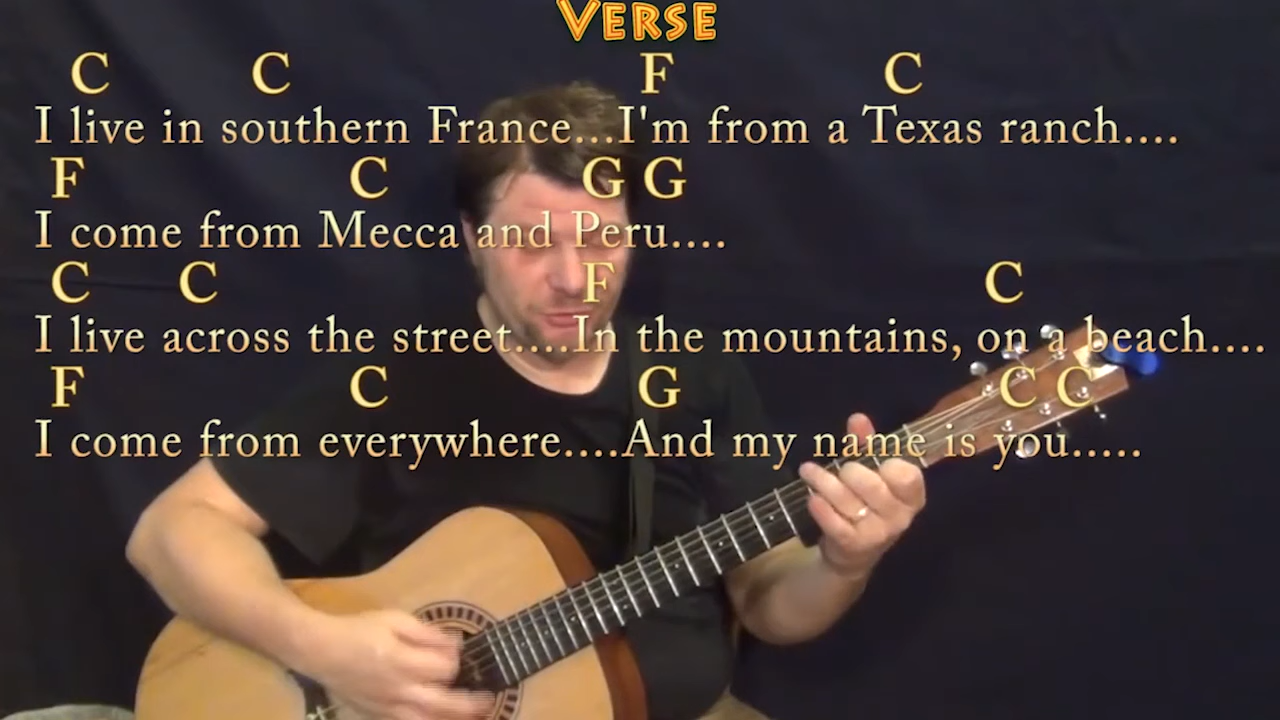 VERSE
C C F C
I live in southern France...I'm from a Texas ranch....
F C G G
I come from Mecca and Peru....
C C F C
I live across the street....In the mountains, on a beach....
F C G C C
I come from everywhere....And my name is you.....